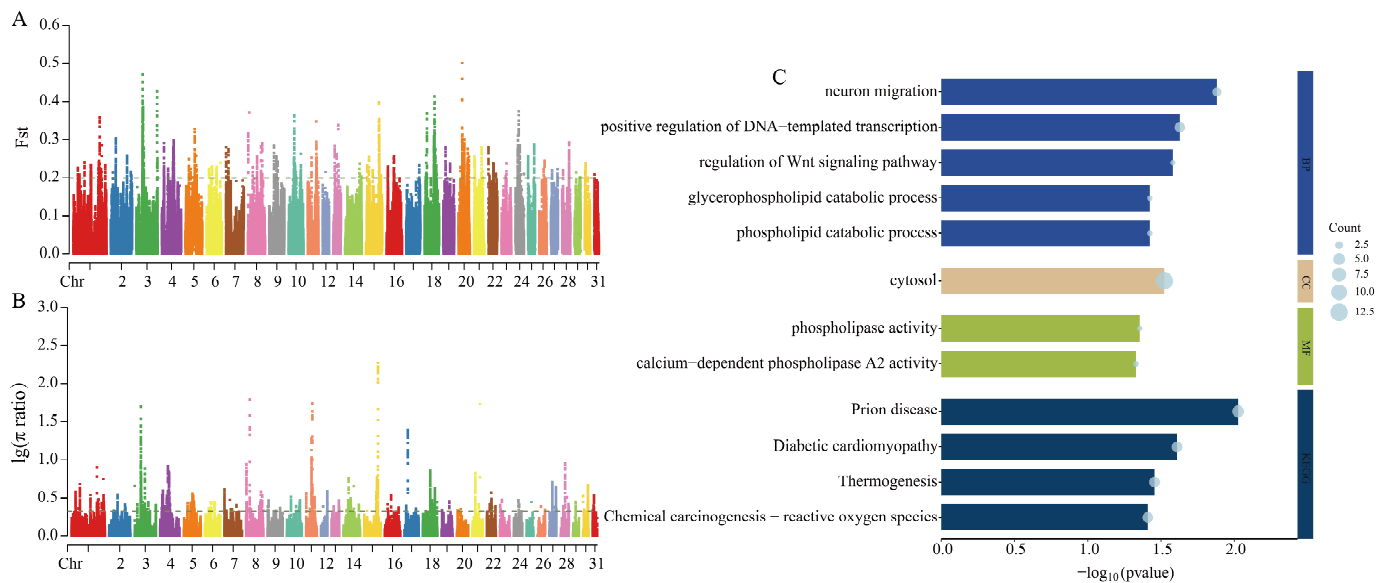 A
0.6
0.5
0.4
0.3
0.2
0.1
0.0
Fst
Chr 2 3 4 5 6 7 8 9 10 11 12 13 14 15 16 18 20 22 24 26 28 31
B
3.0
2.5
2.0
1.5
1.0
0.5
0.0
lg(π ratio)
Chr 2 3 4 5 6 7 8 9 10 11 12 13 14 15 16 18 20 22 24 26 28 31
C
neuron migration
positive regulation of DNA−templated transcription
regulation of Wnt signaling pathway
glycerophospholipid catabolic process
phospholipid catabolic process
cytosol
phospholipase activity
calcium−dependent phospholipase A2 activity
Prion disease
Diabetic cardiomyopathy
Thermogenesis
Chemical carcinogenesis − reactive oxygen species
0.0 0.5 1.0 1.5 2.0
−log10(pvalue)
BP
CC
MF
KEGG
Count
2.5
5.0
7.5
10.0
12.5